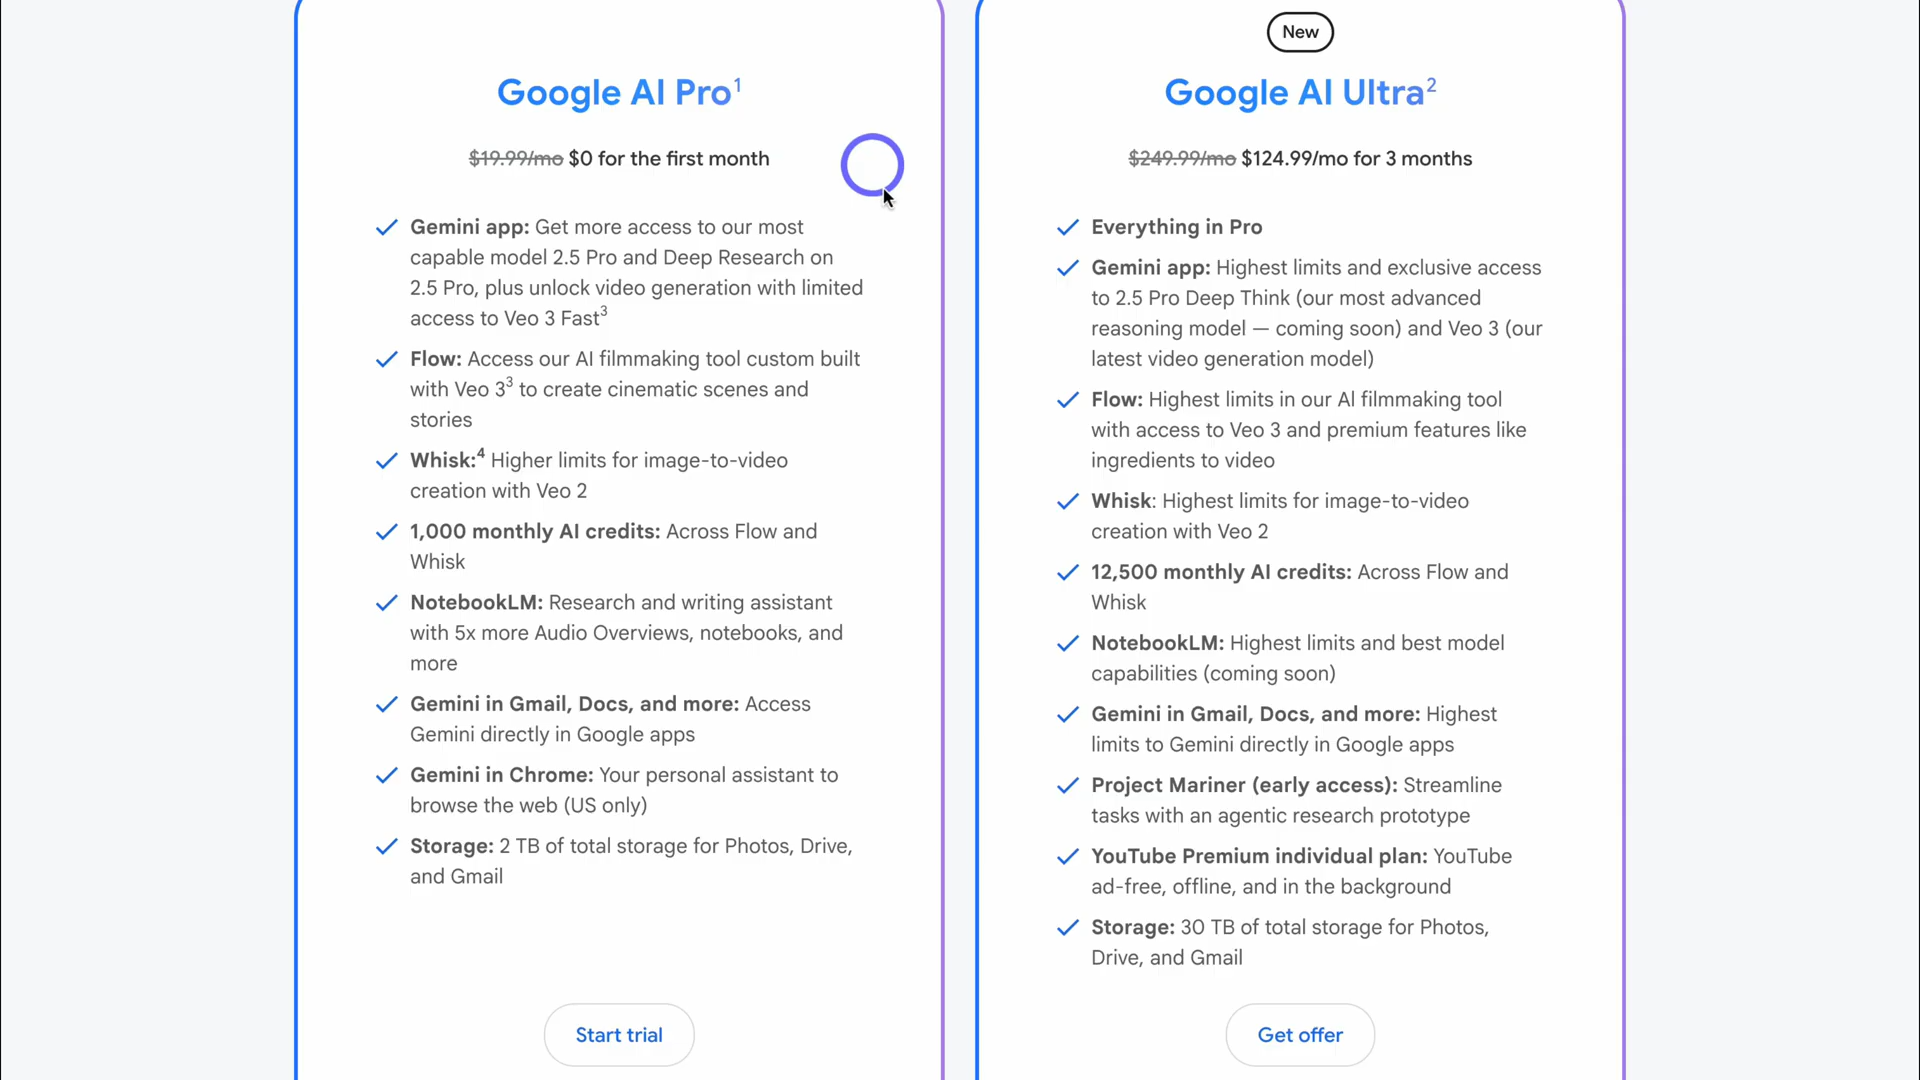 Google AI Pro¹
$19.99/mo $0 for the first month
Gemini app: Get more access to our most
capable model 2.5 Pro and Deep Research on
2.5 Pro, plus unlock video generation with limited
access to Veo 3 Fast³
Flow: Access our AI filmmaking tool custom built
with Veo 3³ to create cinematic scenes and
stories
Whisk:⁴ Higher limits for image-to-video
creation with Veo 2
1,000 monthly AI credits: Across Flow and
Whisk
NotebookLM: Research and writing assistant
with 5x more Audio Overviews, notebooks, and
more
Gemini in Gmail, Docs, and more: Access
Gemini directly in Google apps
Gemini in Chrome: Your personal assistant to
browse the web (US only)
Storage: 2 TB of total storage for Photos, Drive,
and Gmail
Start trial
New
Google AI Ultra²
$249.99/mo $124.99/mo for 3 months
Everything in Pro
Gemini app: Highest limits and exclusive access
to 2.5 Pro Deep Think (our most advanced
reasoning model — coming soon) and Veo 3 (our
latest video generation model)
Flow: Highest limits in our AI filmmaking tool
with access to Veo 3 and premium features like
ingredients to video
Whisk: Highest limits for image-to-video
creation with Veo 2
12,500 monthly AI credits: Across Flow and
Whisk
NotebookLM: Highest limits and best model
capabilities (coming soon)
Gemini in Gmail, Docs, and more: Highest
limits to Gemini directly in Google apps
Project Mariner (early access): Streamline
tasks with an agentic research prototype
YouTube Premium individual plan: YouTube
ad-free, offline, and in the background
Storage: 30 TB of total storage for Photos,
Drive, and Gmail
Get offer